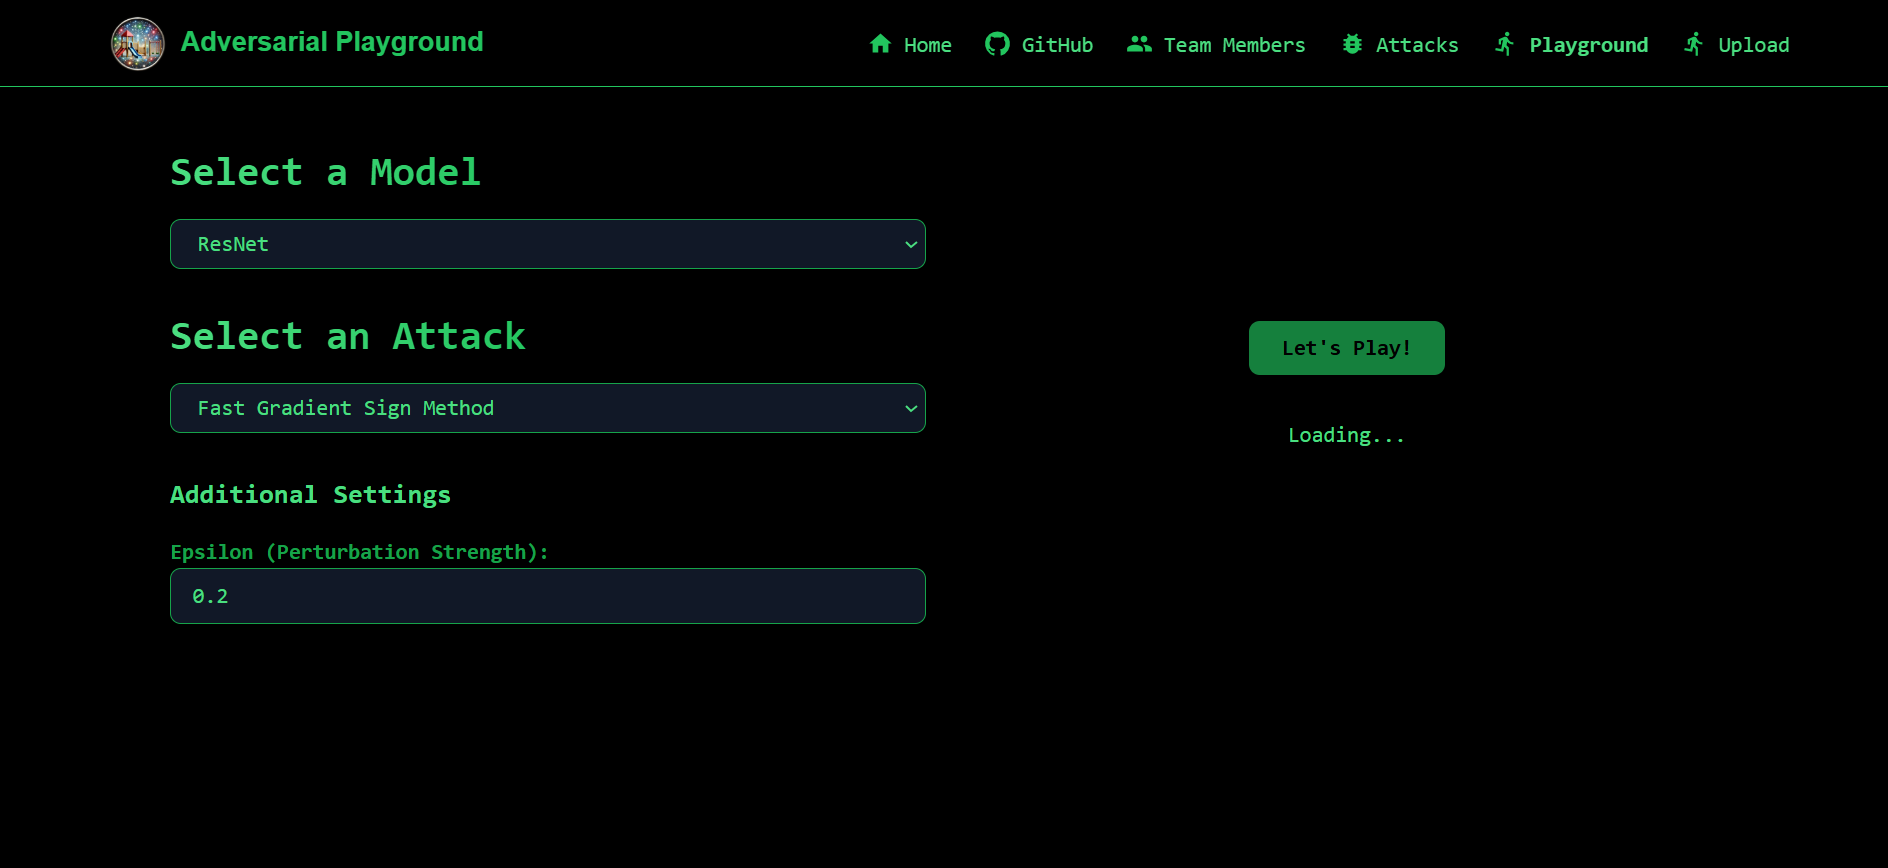 Adversarial Playground
Home
GitHub
Team Members
Attacks
Playground
Upload
Select a Model
ResNet
Select an Attack
Fast Gradient Sign Method
Additional Settings
Epsilon (Perturbation Strength):
0.2
Let's Play!
Loading...